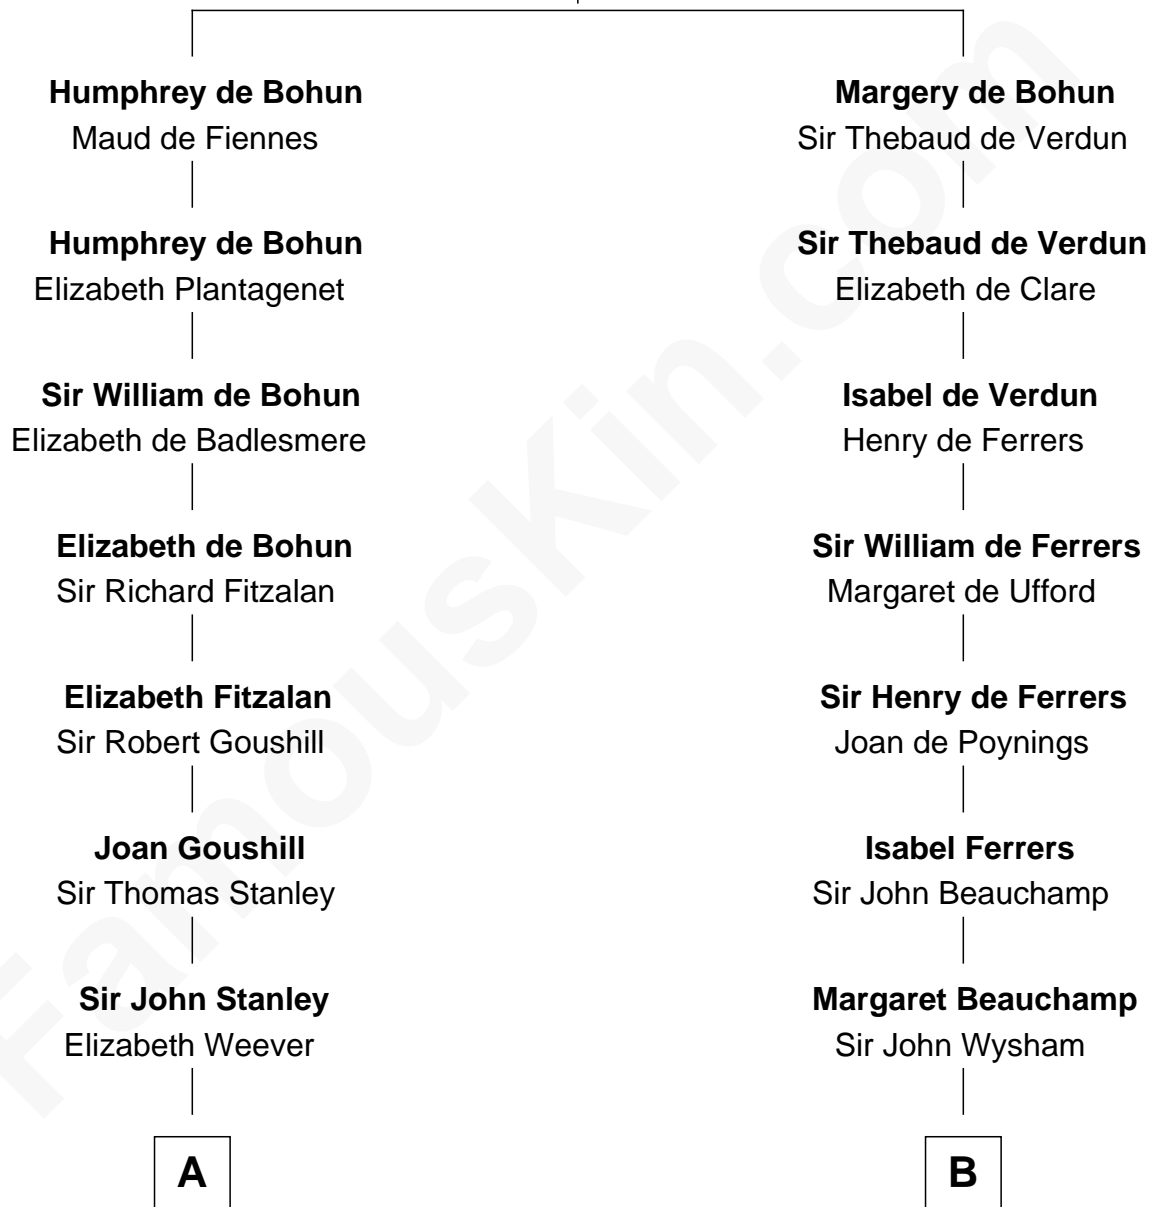 Humphrey de Bohun
Maud de Fiennes
Humphrey de Bohun
Elizabeth Plantagenet
Sir William de Bohun
Elizabeth de Badlesmere
Elizabeth de Bohun
Sir Richard Fitzalan
Elizabeth Fitzalan
Sir Robert Goushill
Joan Goushill
Sir Thomas Stanley
Sir John Stanley
Elizabeth Weever
A
Margery de Bohun
Sir Thebaud de Verdun
Sir Thebaud de Verdun
Elizabeth de Clare
Isabel de Verdun
Henry de Ferrers
Sir William de Ferrers
Margaret de Ufford
Sir Henry de Ferrers
Joan de Poynings
Isabel Ferrers
Sir John Beauchamp
Margaret Beauchamp
Sir John Wysham
B
FamousKin.com